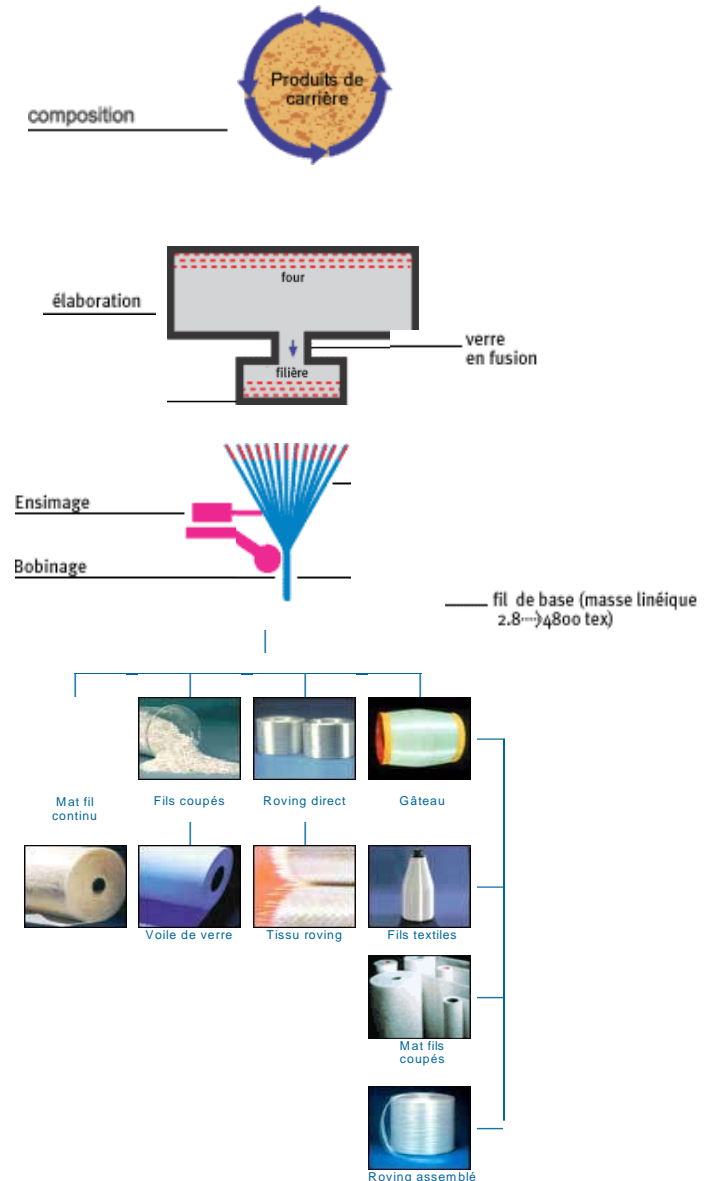 Produits de
carrière
composition
four
élaboration
verre
en fusion
filière
Ensimage
Bobinage
fil de base (masse linéique
2.8····⟩4800 tex)
Mat fil
continu
Fils coupés
Roving direct
Gâteau
Voile de verre
Tissu roving
Fils textiles
Mat fils
coupés
Roving assemblé